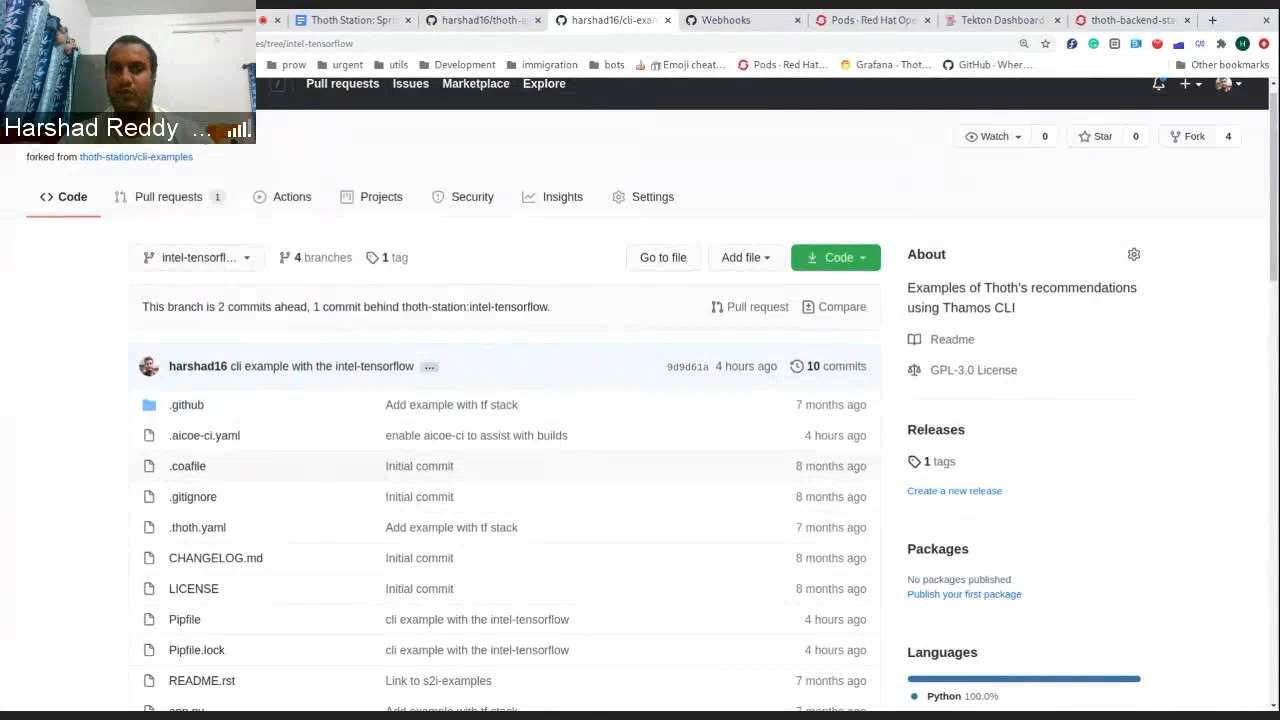 Thoth Station: Spri
harshad16/thoth-a
harshad16/cli-exan
Webhooks
Pods · Red Hat Ope
Tekton Dashboard
thoth-backend-sta
es/tree/intel-tensorflow
prow
urgent
utils
Development
immigration
bots
Emoji cheat...
Pods · Red Hat...
Grafana - Thot...
GitHub - Wher...
Other bookmarks
Harshad Reddy ...
Pull requests
Issues
Marketplace
Explore
Watch
0
Star
0
Fork
4
forked from thoth-station/cli-examples
Code
Pull requests 1
Actions
Projects
Security
Insights
Settings
intel-tensorfl...
4 branches
1 tag
Go to file
Add file
Code
This branch is 2 commits ahead, 1 commit behind thoth-station:intel-tensorflow.
Pull request
Compare
harshad16 cli example with the intel-tensorflow ...
9d9d61a 4 hours ago
10 commits
.github Add example with tf stack 7 months ago
.aicoe-ci.yaml enable aicoe-ci to assist with builds 4 hours ago
.coafile Initial commit 8 months ago
.gitignore Initial commit 8 months ago
.thoth.yaml Add example with tf stack 7 months ago
CHANGELOG.md Initial commit 8 months ago
LICENSE Initial commit 8 months ago
Pipfile cli example with the intel-tensorflow 4 hours ago
Pipfile.lock cli example with the intel-tensorflow 4 hours ago
README.rst Link to s2i-examples 7 months ago
app.py Add example with tf stack 7 months ago
About
Examples of Thoth's recommendations
using Thamos CLI
Readme
GPL-3.0 License
Releases
1 tags
Create a new release
Packages
No packages published
Publish your first package
Languages
Python 100.0%